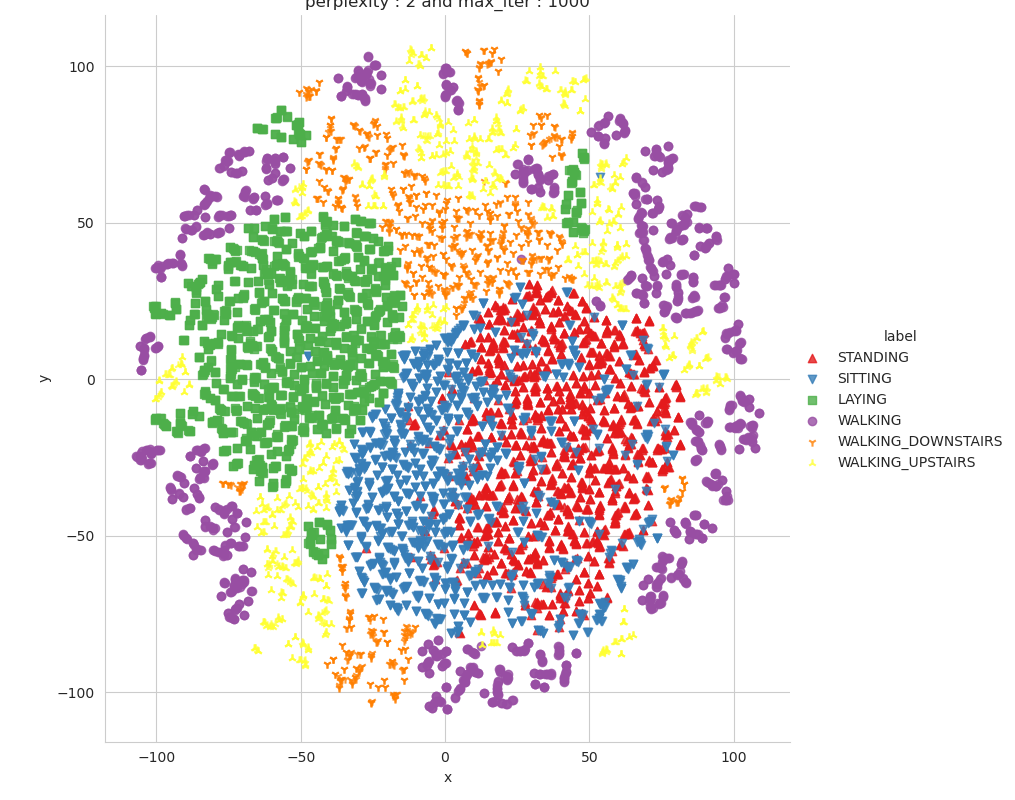 perplexity : 2 and max_iter : 1000
100
50
0
−50
−100
y
−100
−50
0
50
100
x
label
STANDING
SITTING
LAYING
WALKING
WALKING_DOWNSTAIRS
WALKING_UPSTAIRS